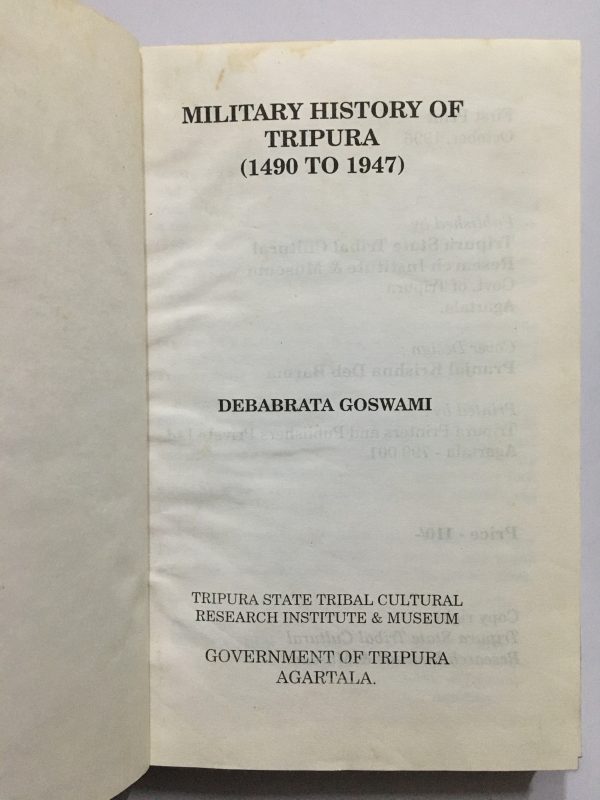 MILITARY HISTORY OF
TRIPURA
(1490 TO 1947)
DEBABRATA GOSWAMI
TRIPURA STATE TRIBAL CULTURAL
RESEARCH INSTITUTE & MUSEUM
GOVERNMENT OF TRIPURA
AGARTALA.